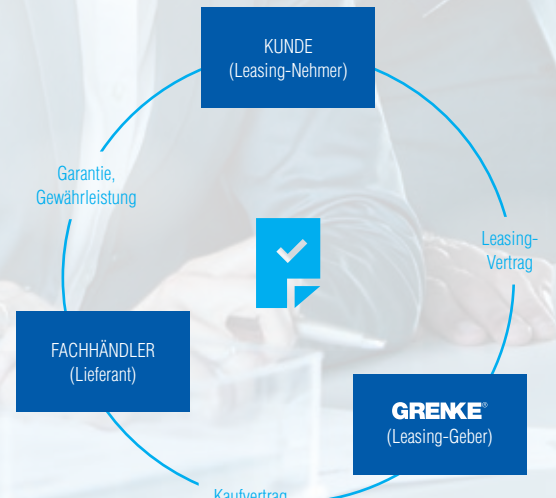 KUNDE
(Leasing-Nehmer)
Garantie,
Gewährleistung
Leasing-
Vertrag
FACHHÄNDLER
(Lieferant)
GRENKE®
(Leasing-Geber)
Kaufvertrag